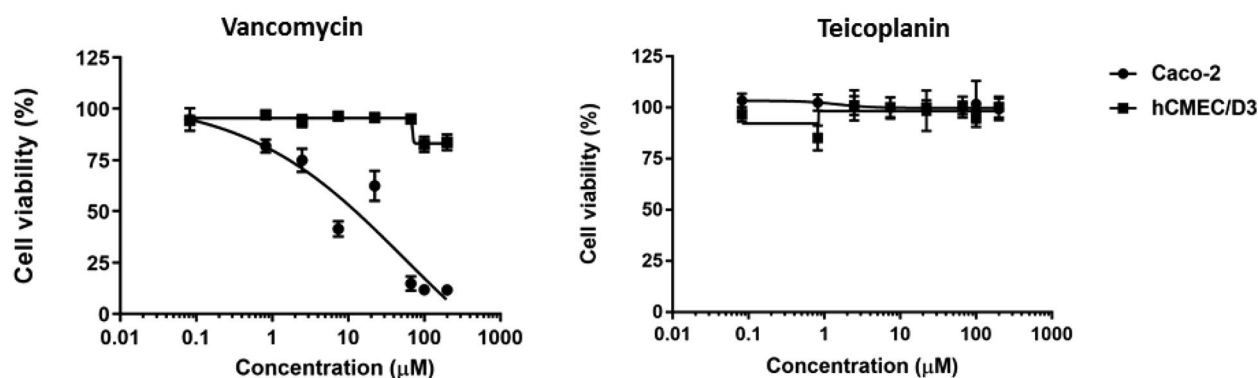 Vancomycin
Cell viability (%)
125
100
75
50
25
0
0.01 0.1 1 10 100 1000
Concentration (μM)
Teicoplanin
Cell viability (%)
125
100
75
50
25
0
0.01 0.1 1 10 100 1000
Concentration (μM)
Caco-2
hCMEC/D3